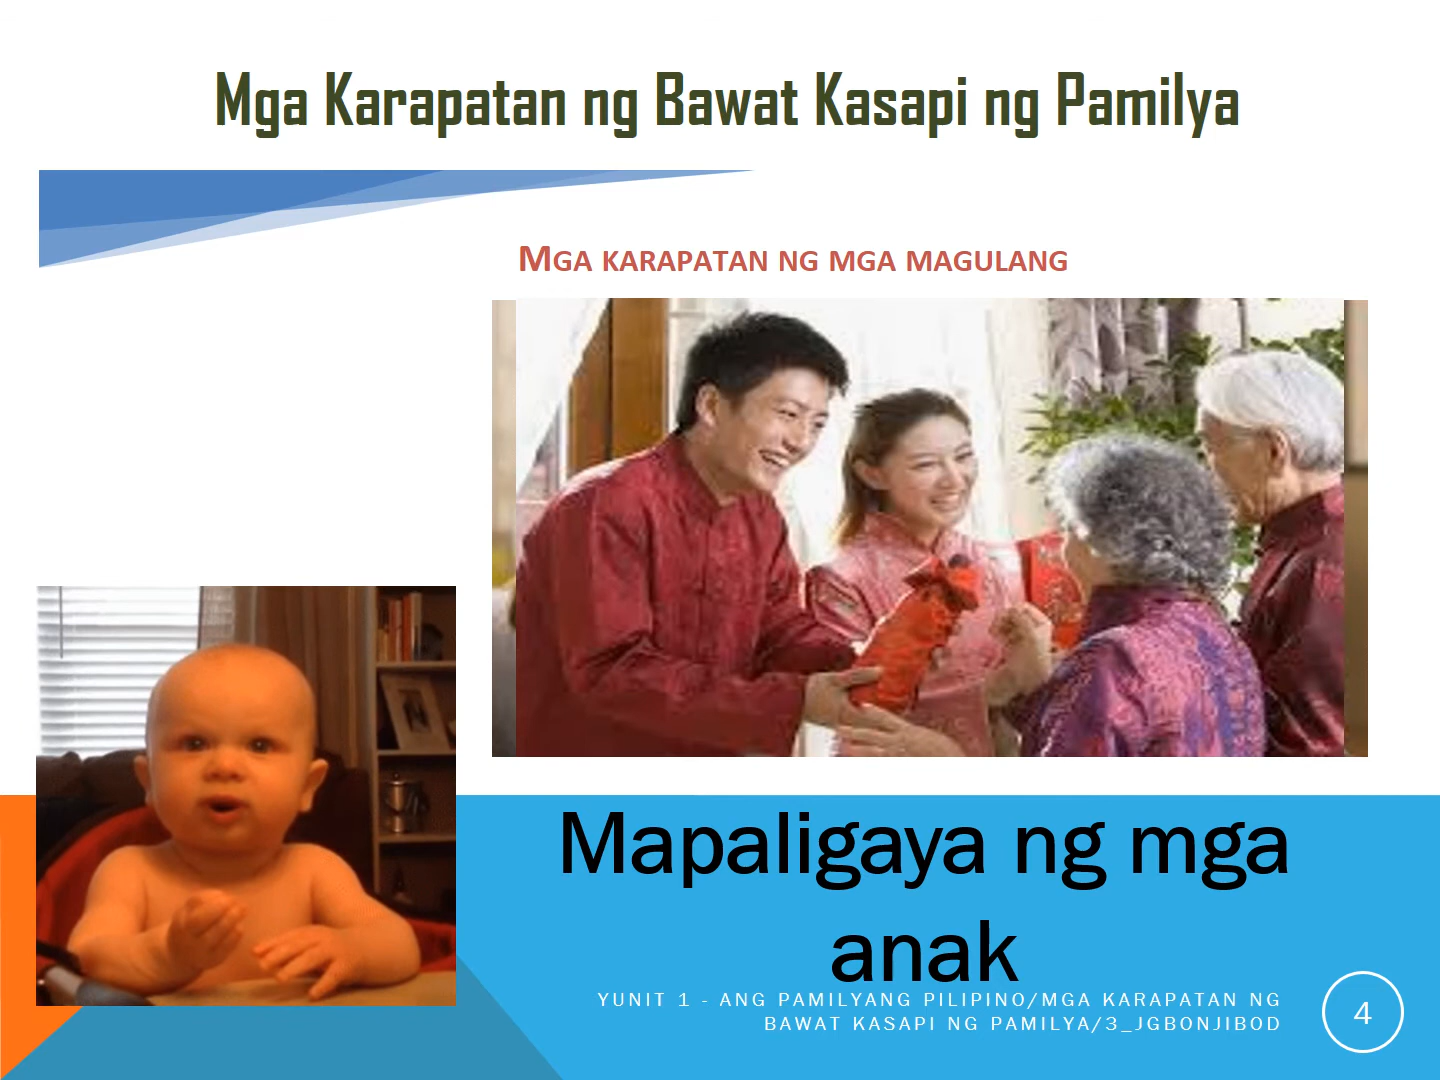 Mga Karapatan ng Bawat Kasapi ng Pamilya
MGA KARAPATAN NG MGA MAGULANG
Mapaligaya ng mga
anak
YUNIT 1 - ANG PAMILYANG PILIPINO/MGA KARAPATAN NG
BAWAT KASAPI NG PAMILYA/3_JGBONJIBOD
4